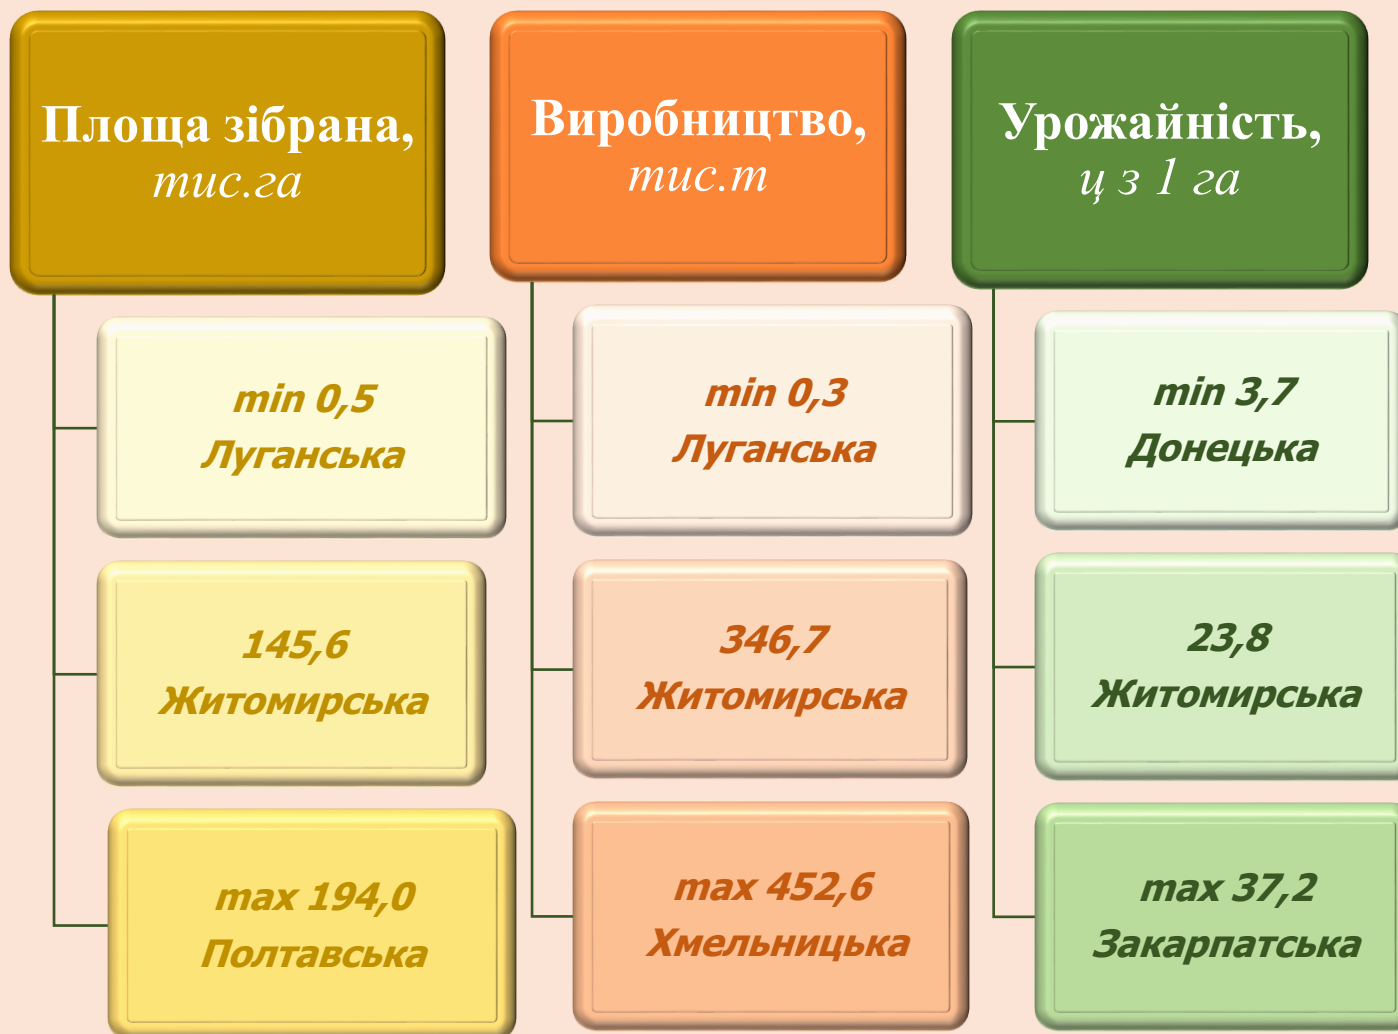 Площа зібрана,
тис.га
min 0,5
Луганська
145,6
Житомирська
max 194,0
Полтавська
Виробництво,
тис.т
min 0,3
Луганська
346,7
Житомирська
max 452,6
Хмельницька
Урожайність,
ц з 1 га
min 3,7
Донецька
23,8
Житомирська
max 37,2
Закарпатська